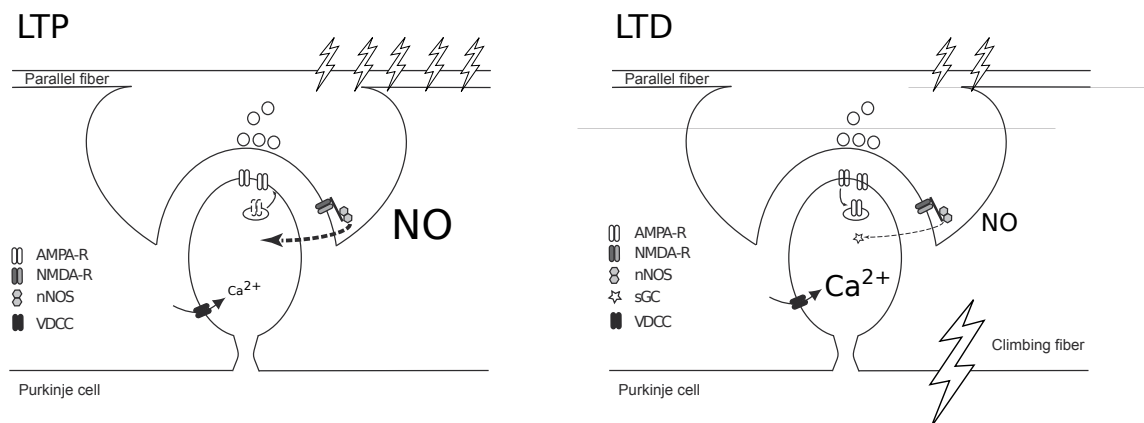 LTP
Parallel fiber
NO
AMPA-R
NMDA-R
nNOS
VDCC
Ca2+
Purkinje cell
LTD
Parallel fiber
NO
AMPA-R
NMDA-R
nNOS
sGC
VDCC
Ca2+
Climbing fiber
Purkinje cell